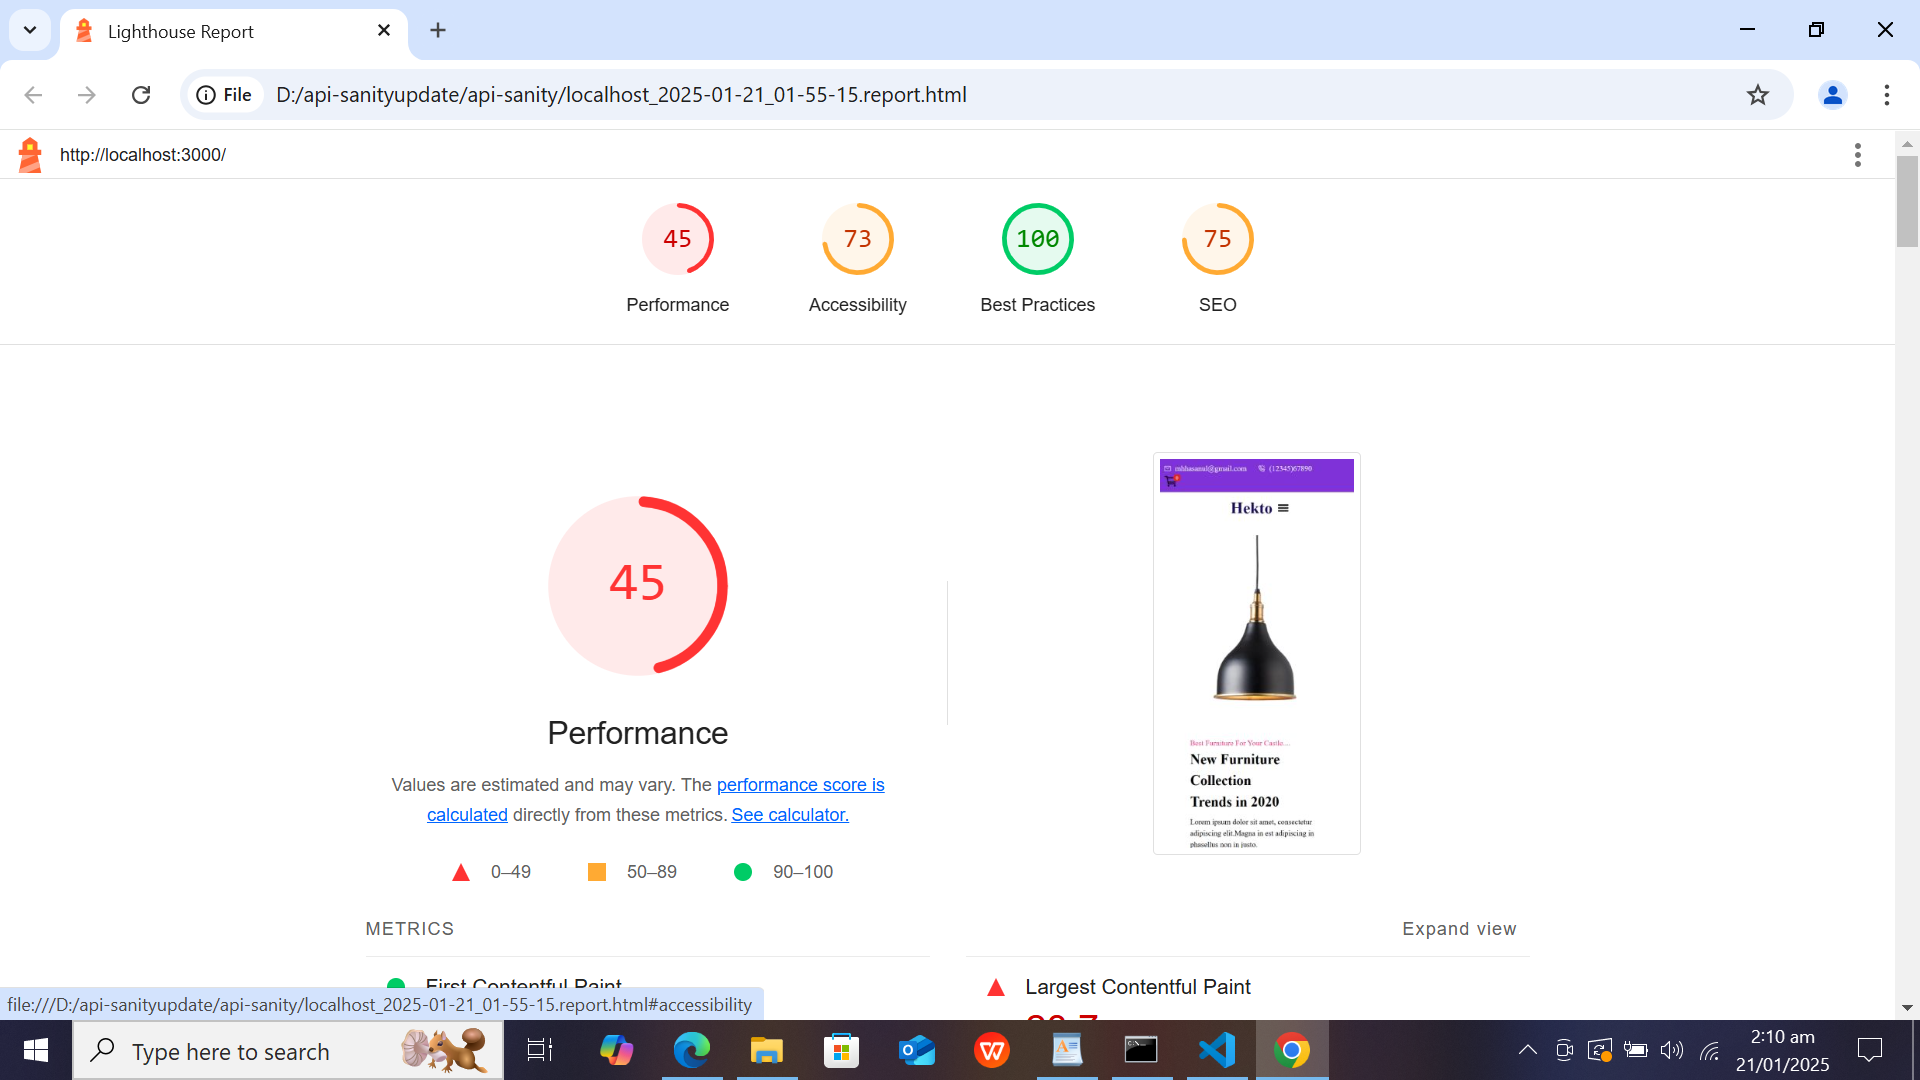 Lighthouse Report
File
D:/api-sanityupdate/api-sanity/localhost_2025-01-21_01-55-15.report.html
http://localhost:3000/
45
73
100
75
Performance
Accessibility
Best Practices
SEO
mhhasanul@gmail.com
(12345)67890
Hekto
Best Furniture For Your Castle....
New Furniture
Collection
Trends in 2020
Lorem ipsum dolor sit amet, consectetur
adipiscing elit.Magna in est adipiscing in
phasellus non in justo.
45
Performance
Values are estimated and may vary. The performance score is
calculated directly from these metrics. See calculator.
0–49
50–89
90–100
METRICS
Expand view
First Contentful Paint
Largest Contentful Paint
file:///D:/api-sanityupdate/api-sanity/localhost_2025-01-21_01-55-15.report.html#accessibility
Type here to search
2:10 am
21/01/2025